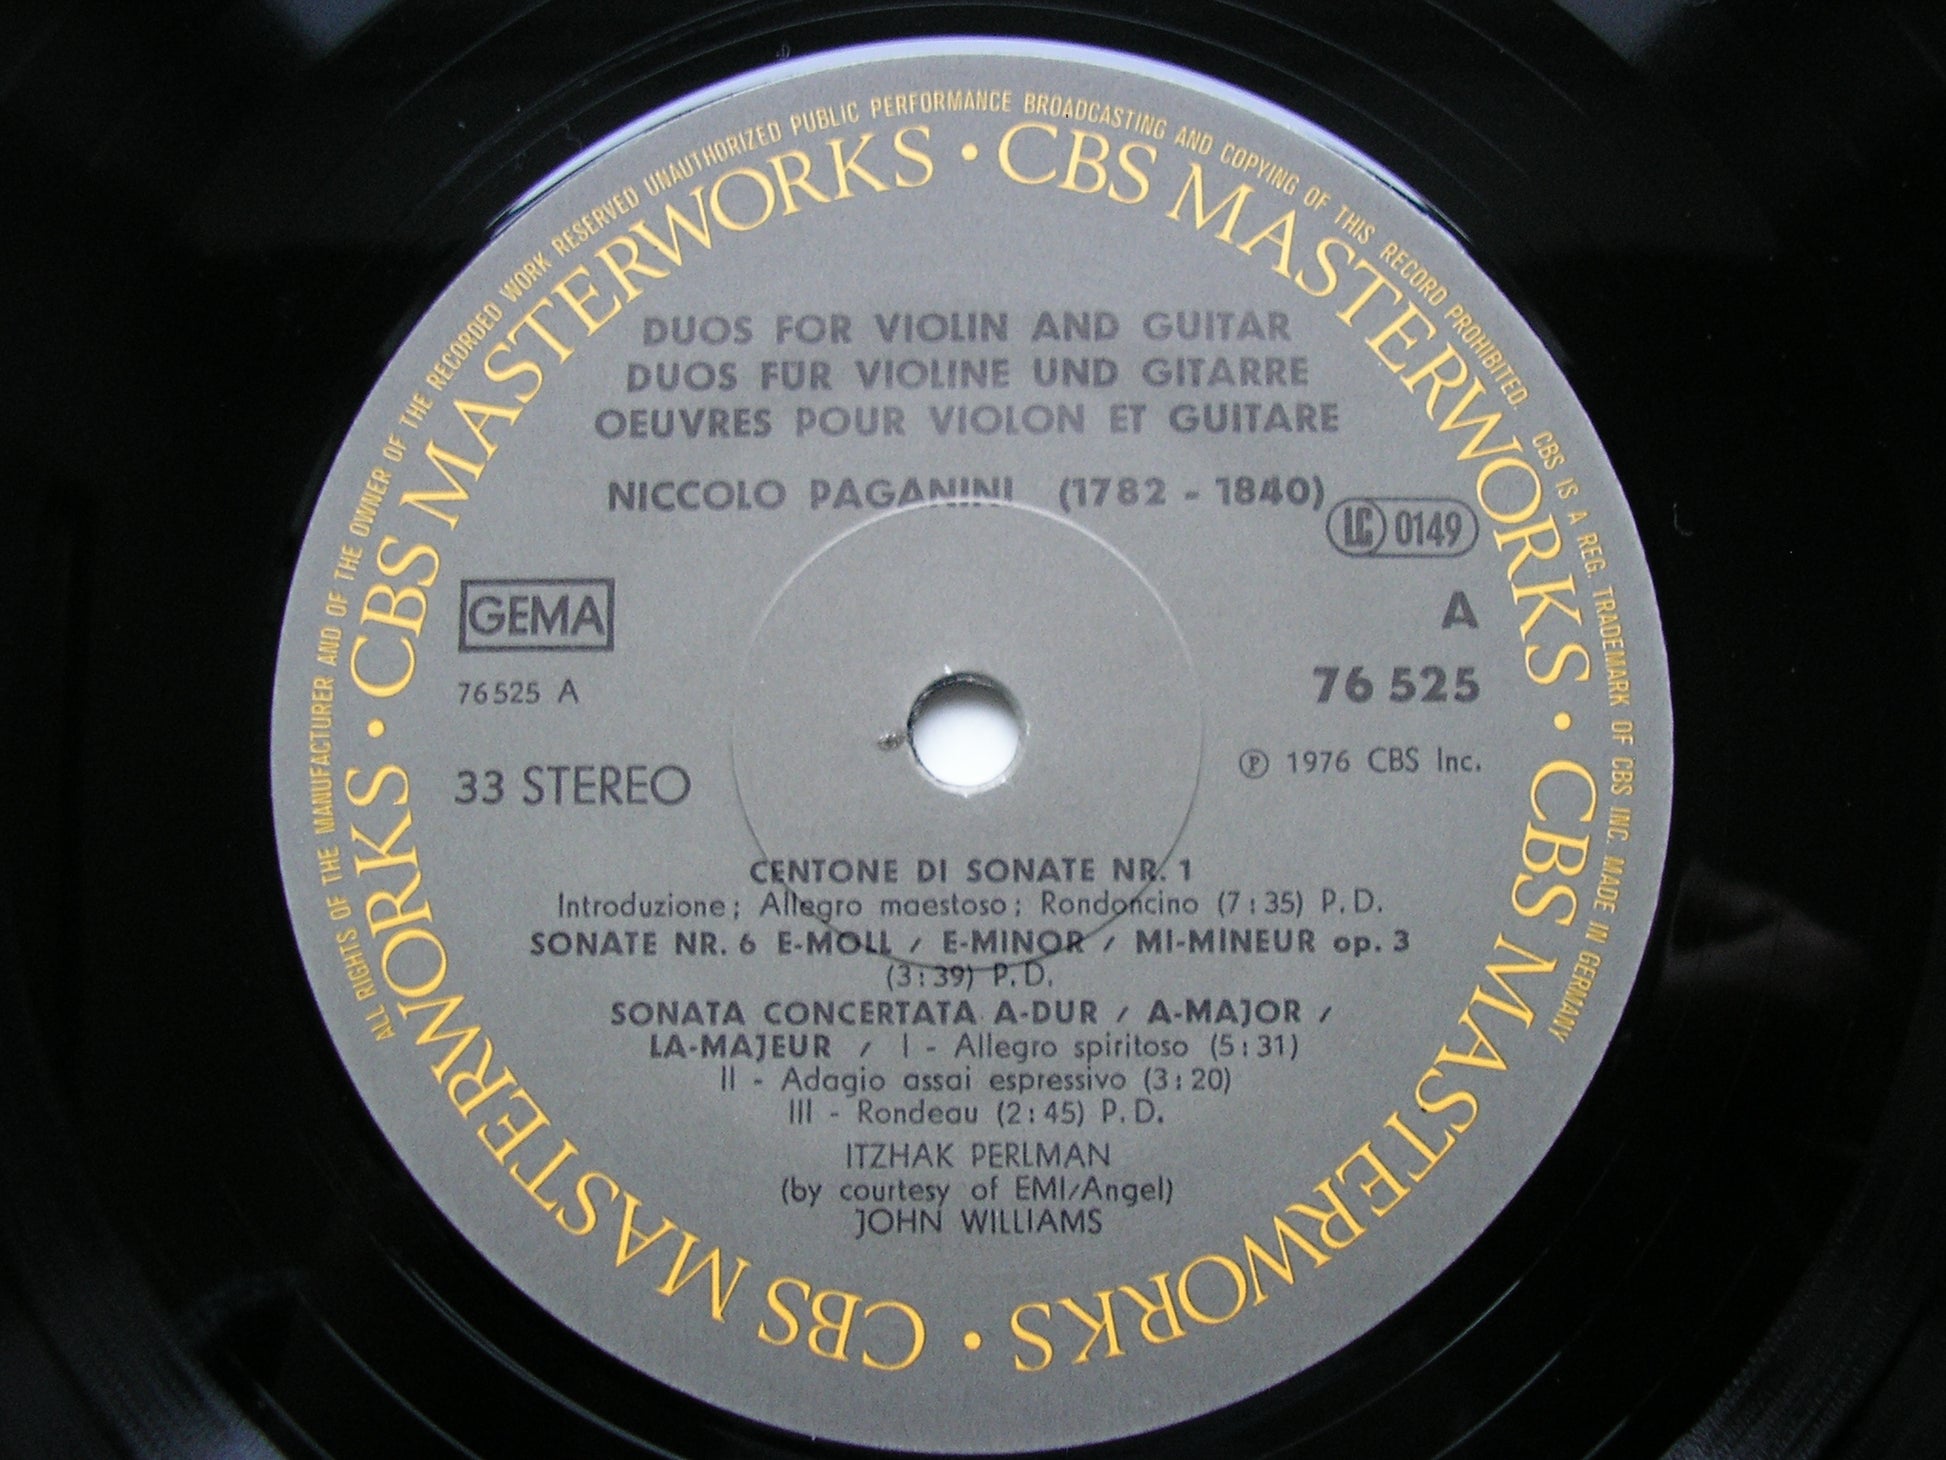 ALL RIGHTS OF THE MANUFACTURER AND OF THE OWNER OF THE RECORDED WORK RESERVED UNAUTHORIZED PUBLIC PERFORMANCE BROADCASTING AND COPYING OF THIS RECORD PROHIBITED. CBS IS A REG. TRADEMARK OF CBS INC. MADE IN GERMANY
CBS MASTERWORKS • CBS MASTERWORKS • CBS MASTERWORKS • CBS MASTERWORKS •
DUOS FOR VIOLIN AND GUITAR
DUOS FÜR VIOLINE UND GITARRE
OEUVRES POUR VIOLON ET GUITARE
NICCOLO PAGANINI (1782 - 1840)
LC 0149
GEMA
A
76 525 A
76 525
33 STEREO
℗ 1976 CBS Inc.
CENTONE DI SONATE NR. 1
Introduzione; Allegro maestoso; Rondoncino (7:35) P.D.
SONATE NR. 6 E-MOLL / E-MINOR / MI-MINEUR op. 3
(3:39) P.D.
SONATA CONCERTATA A-DUR / A-MAJOR /
LA-MAJEUR / I - Allegro spiritoso (5:31)
II - Adagio assai espressivo (3:20)
III - Rondeau (2:45) P.D.
ITZHAK PERLMAN
(by courtesy of EMI/Angel)
JOHN WILLIAMS